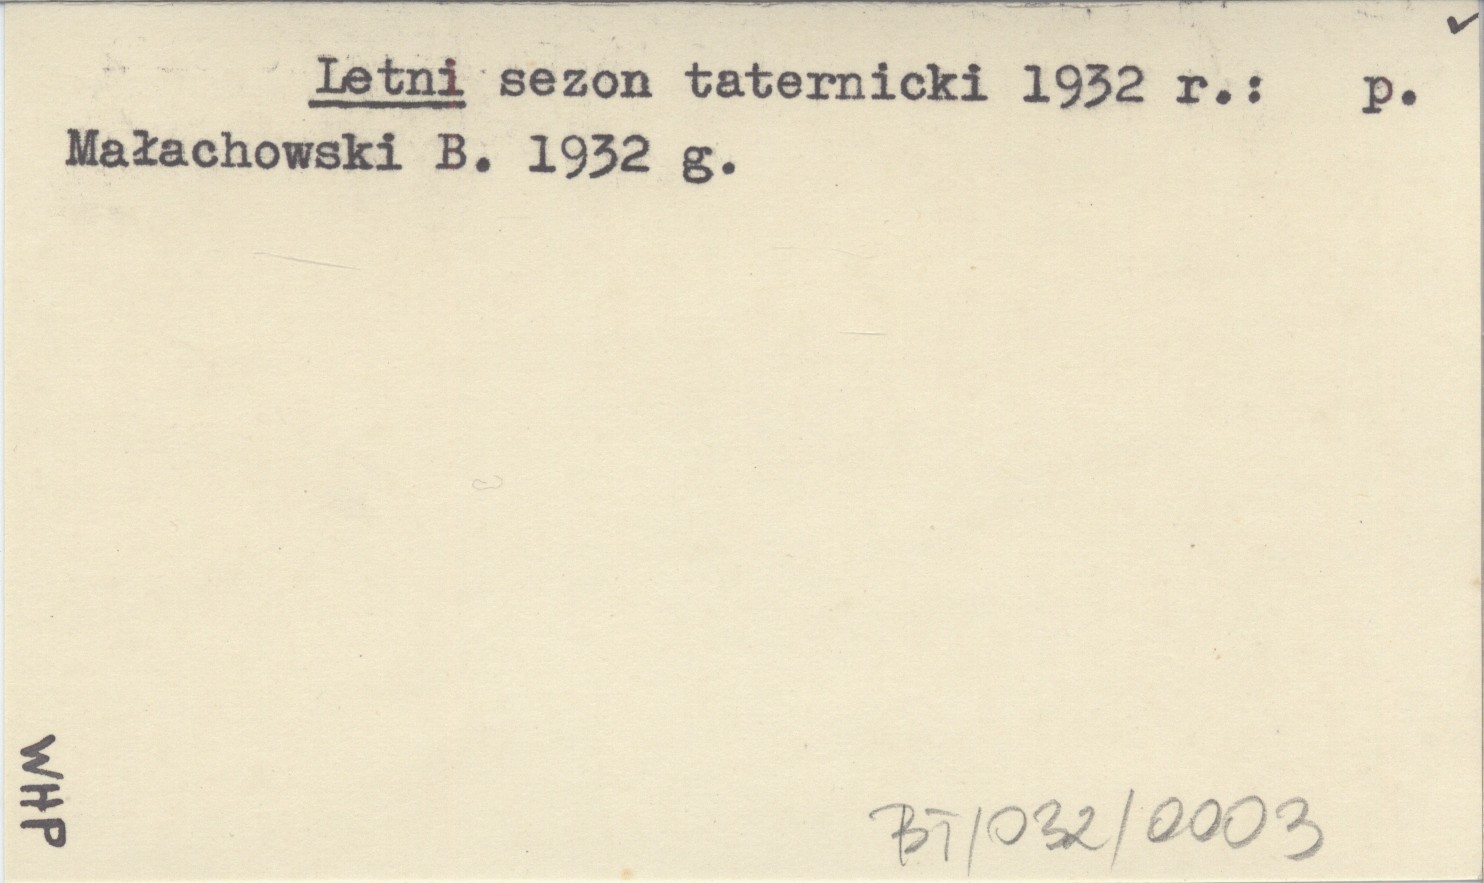 Letni sezon taternicki 1932 r.: p.
Małachowski B. 1932 g.
WHP
BT/032/0003